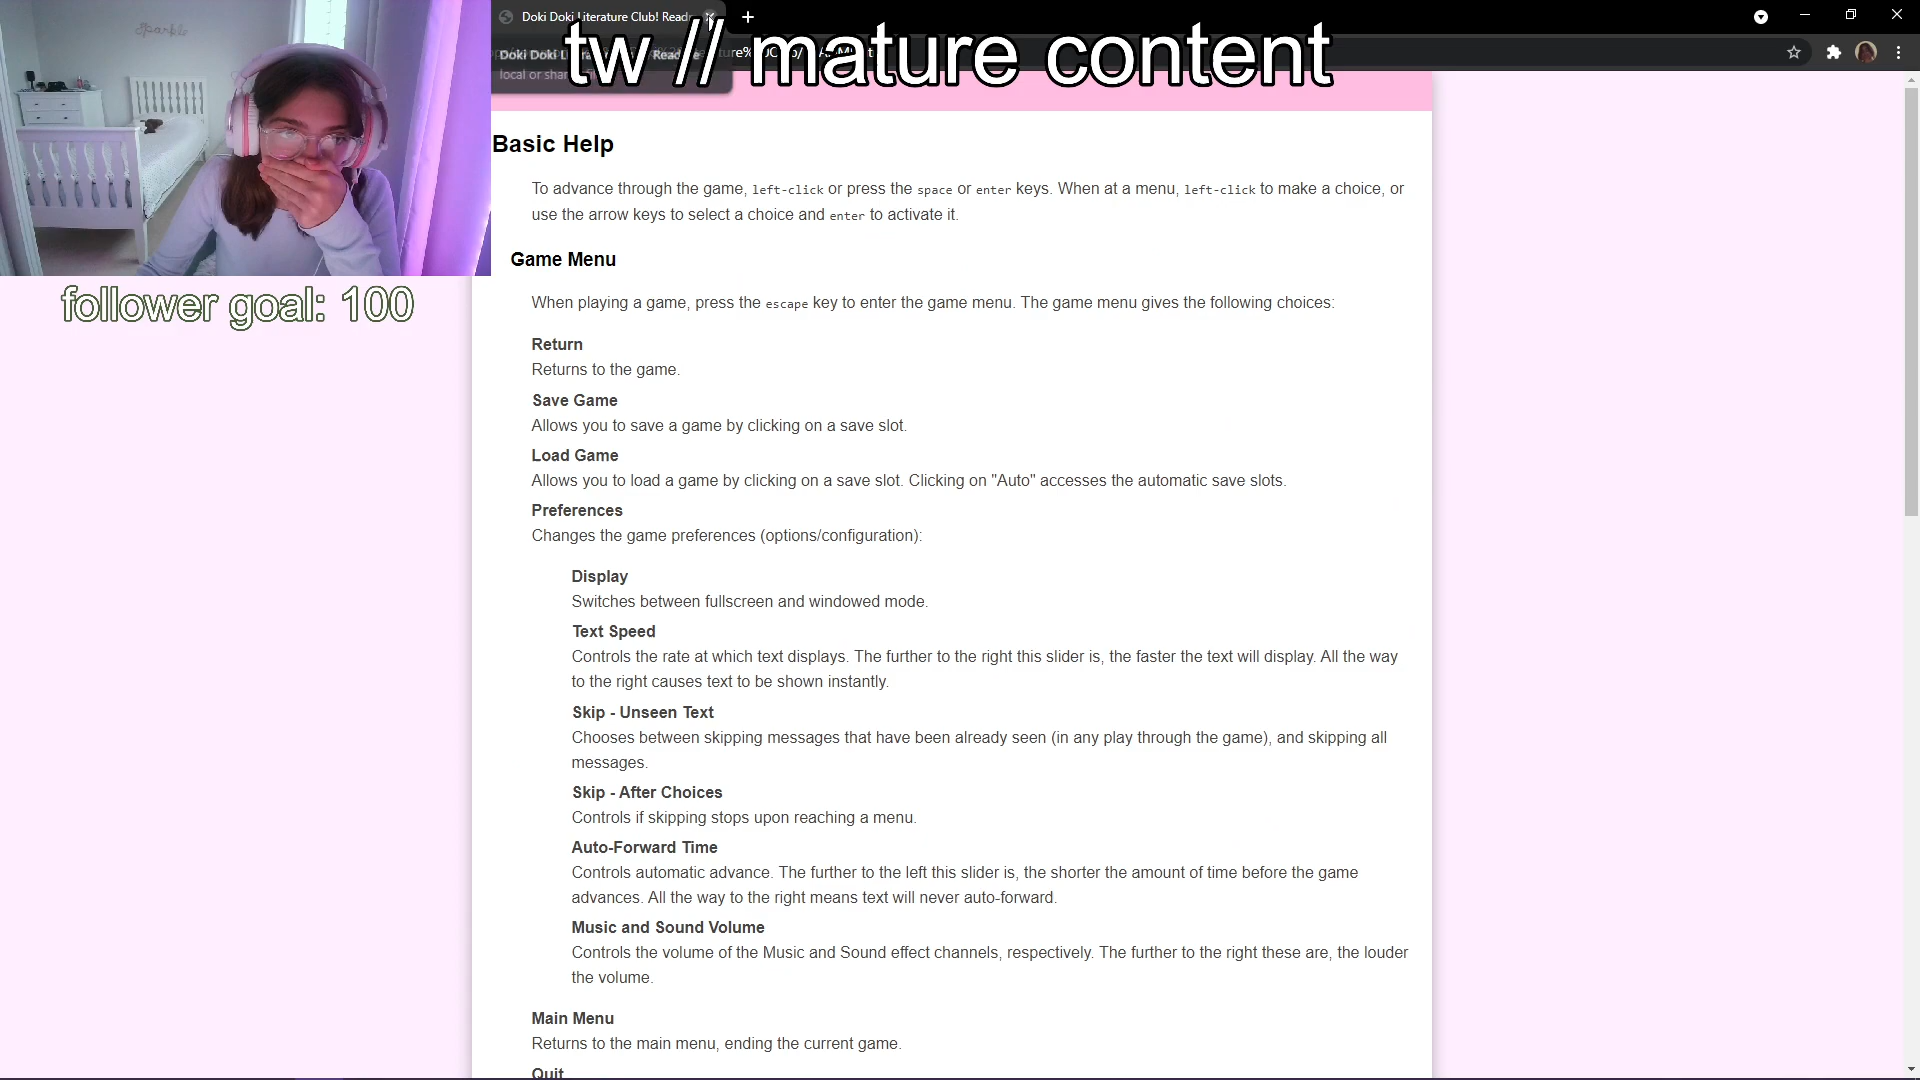 Sparkle
Doki Doki Literature Club! Read
tw // mature content
local or shar
follower goal: 100
Basic Help
To advance through the game, left-click or press the space or enter keys. When at a menu, left-click to make a choice, or
use the arrow keys to select a choice and enter to activate it.
Game Menu
When playing a game, press the escape key to enter the game menu. The game menu gives the following choices:
Return
Returns to the game.
Save Game
Allows you to save a game by clicking on a save slot.
Load Game
Allows you to load a game by clicking on a save slot. Clicking on "Auto" accesses the automatic save slots.
Preferences
Changes the game preferences (options/configuration):
Display
Switches between fullscreen and windowed mode.
Text Speed
Controls the rate at which text displays. The further to the right this slider is, the faster the text will display. All the way
to the right causes text to be shown instantly.
Skip - Unseen Text
Chooses between skipping messages that have been already seen (in any play through the game), and skipping all
messages.
Skip - After Choices
Controls if skipping stops upon reaching a menu.
Auto-Forward Time
Controls automatic advance. The further to the left this slider is, the shorter the amount of time before the game
advances. All the way to the right means text will never auto-forward.
Music and Sound Volume
Controls the volume of the Music and Sound effect channels, respectively. The further to the right these are, the louder
the volume.
Main Menu
Returns to the main menu, ending the current game.
Quit